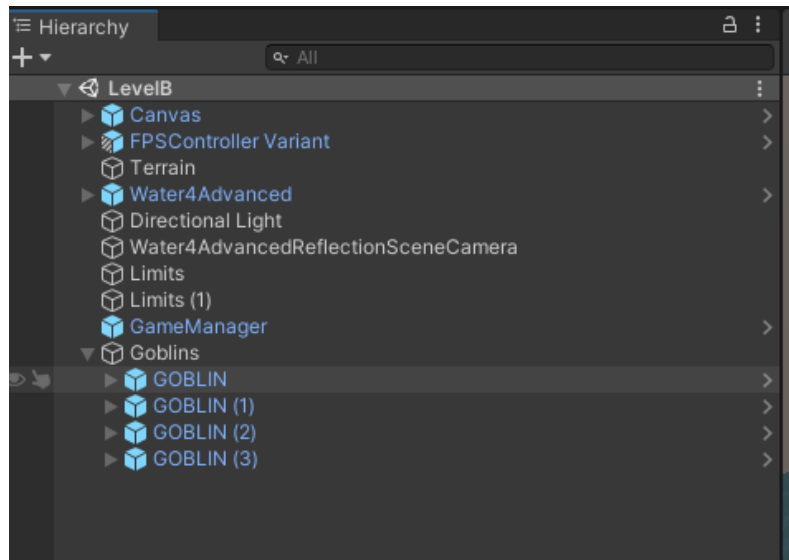 Hierarchy
All
LevelB
Canvas
FPSController Variant
Terrain
Water4Advanced
Directional Light
Water4AdvancedReflectionSceneCamera
Limits
Limits (1)
GameManager
Goblins
GOBLIN
GOBLIN (1)
GOBLIN (2)
GOBLIN (3)